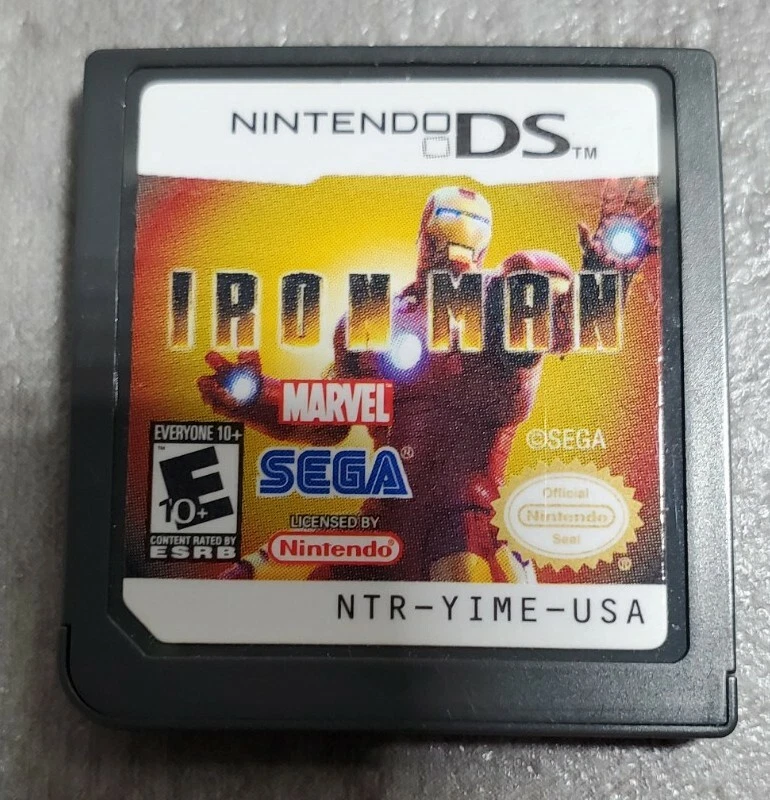 NINTENDO DS™
IRON MAN
MARVEL
EVERYONE 10+
™
E
10+
CONTENT RATED BY
ESRB
SEGA®
©SEGA
LICENSED BY
Nintendo®
Official
Nintendo
Seal
NTR-YIME-USA